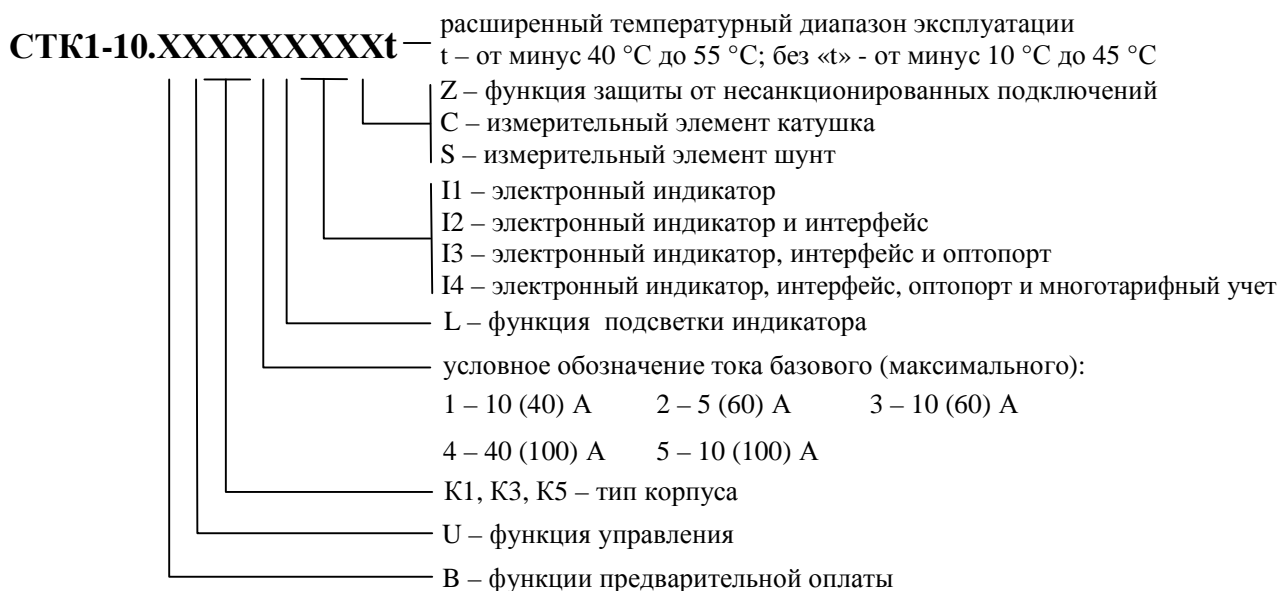 СТК1-10.XXXXXXXXXt
расширенный температурный диапазон эксплуатации
t – от минус 40 °С до 55 °С; без «t» - от минус 10 °С до 45 °С
Z – функция защиты от несанкционированных подключений
C – измерительный элемент катушка
S – измерительный элемент шунт
I1 – электронный индикатор
I2 – электронный индикатор и интерфейс
I3 – электронный индикатор, интерфейс и оптопорт
I4 – электронный индикатор, интерфейс, оптопорт и многотарифный учет
L – функция подсветки индикатора
условное обозначение тока базового (максимального):
1 – 10 (40) А 2 – 5 (60) А 3 – 10 (60) А
4 – 40 (100) А 5 – 10 (100) А
К1, К3, К5 – тип корпуса
U – функция управления
B – функции предварительной оплаты